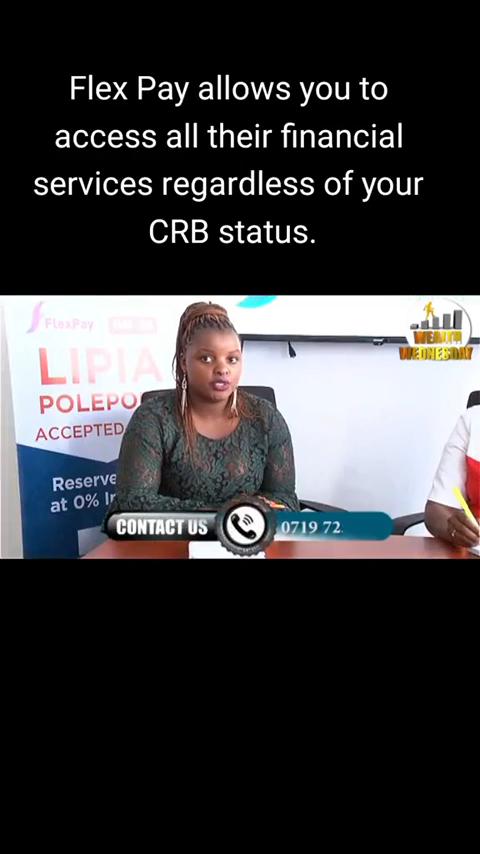 Flex Pay allows you to
access all their financial
services regardless of your
CRB status.
FlexPay
WEALTH
WEDNESDAY
LIPIA
POLEPO
ACCEPTED
Reserve
at 0% I
CONTACT US
0719 72